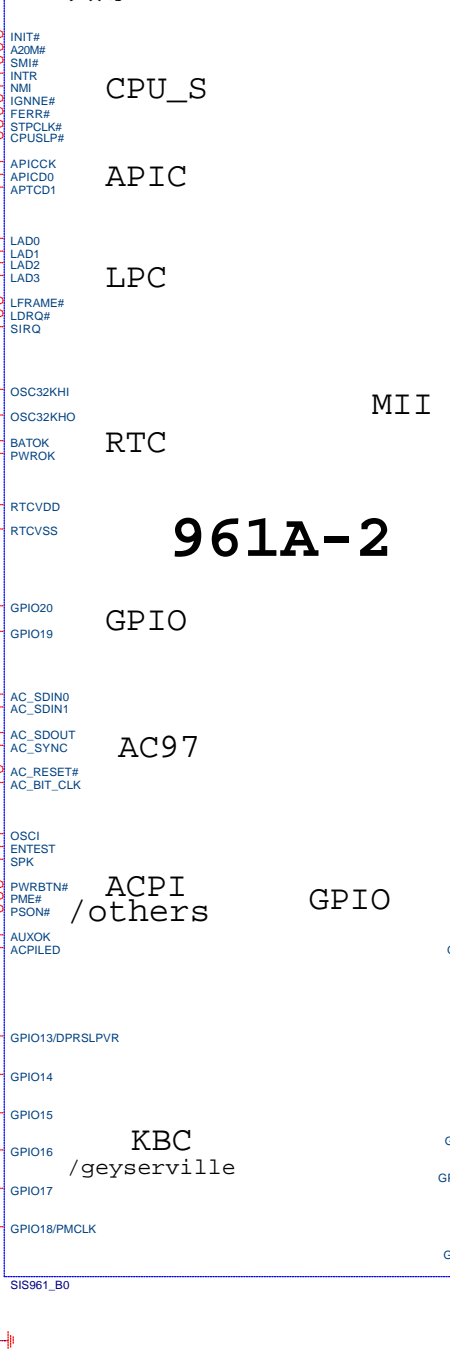 INIT#
A20M#
SMI#
INTR
NMI
IGNNE#
FERR#
STPCLK#
CPUSLP#
CPU_S
APICCK
APICD0
APTCD1
APIC
LAD0
LAD1
LAD2
LAD3
LFRAME#
LDRQ#
SIRQ
LPC
OSC32KHI
OSC32KHO
BATOK
PWROK
RTC
MII
RTCVDD
RTCVSS
961A-2
GPIO20
GPIO19
GPIO
AC_SDIN0
AC_SDIN1
AC_SDOUT
AC_SYNC
AC_RESET#
AC_BIT_CLK
AC97
OSCI
ENTEST
SPK
PWRBTN#
PME#
PSON#
AUXOK
ACPILED
ACPI
/others
GPIO
GPIO13/DPRSLPVR
GPIO14
GPIO15
GPIO16
GPIO17
GPIO18/PMCLK
KBC
/geyserville
SIS961_B0